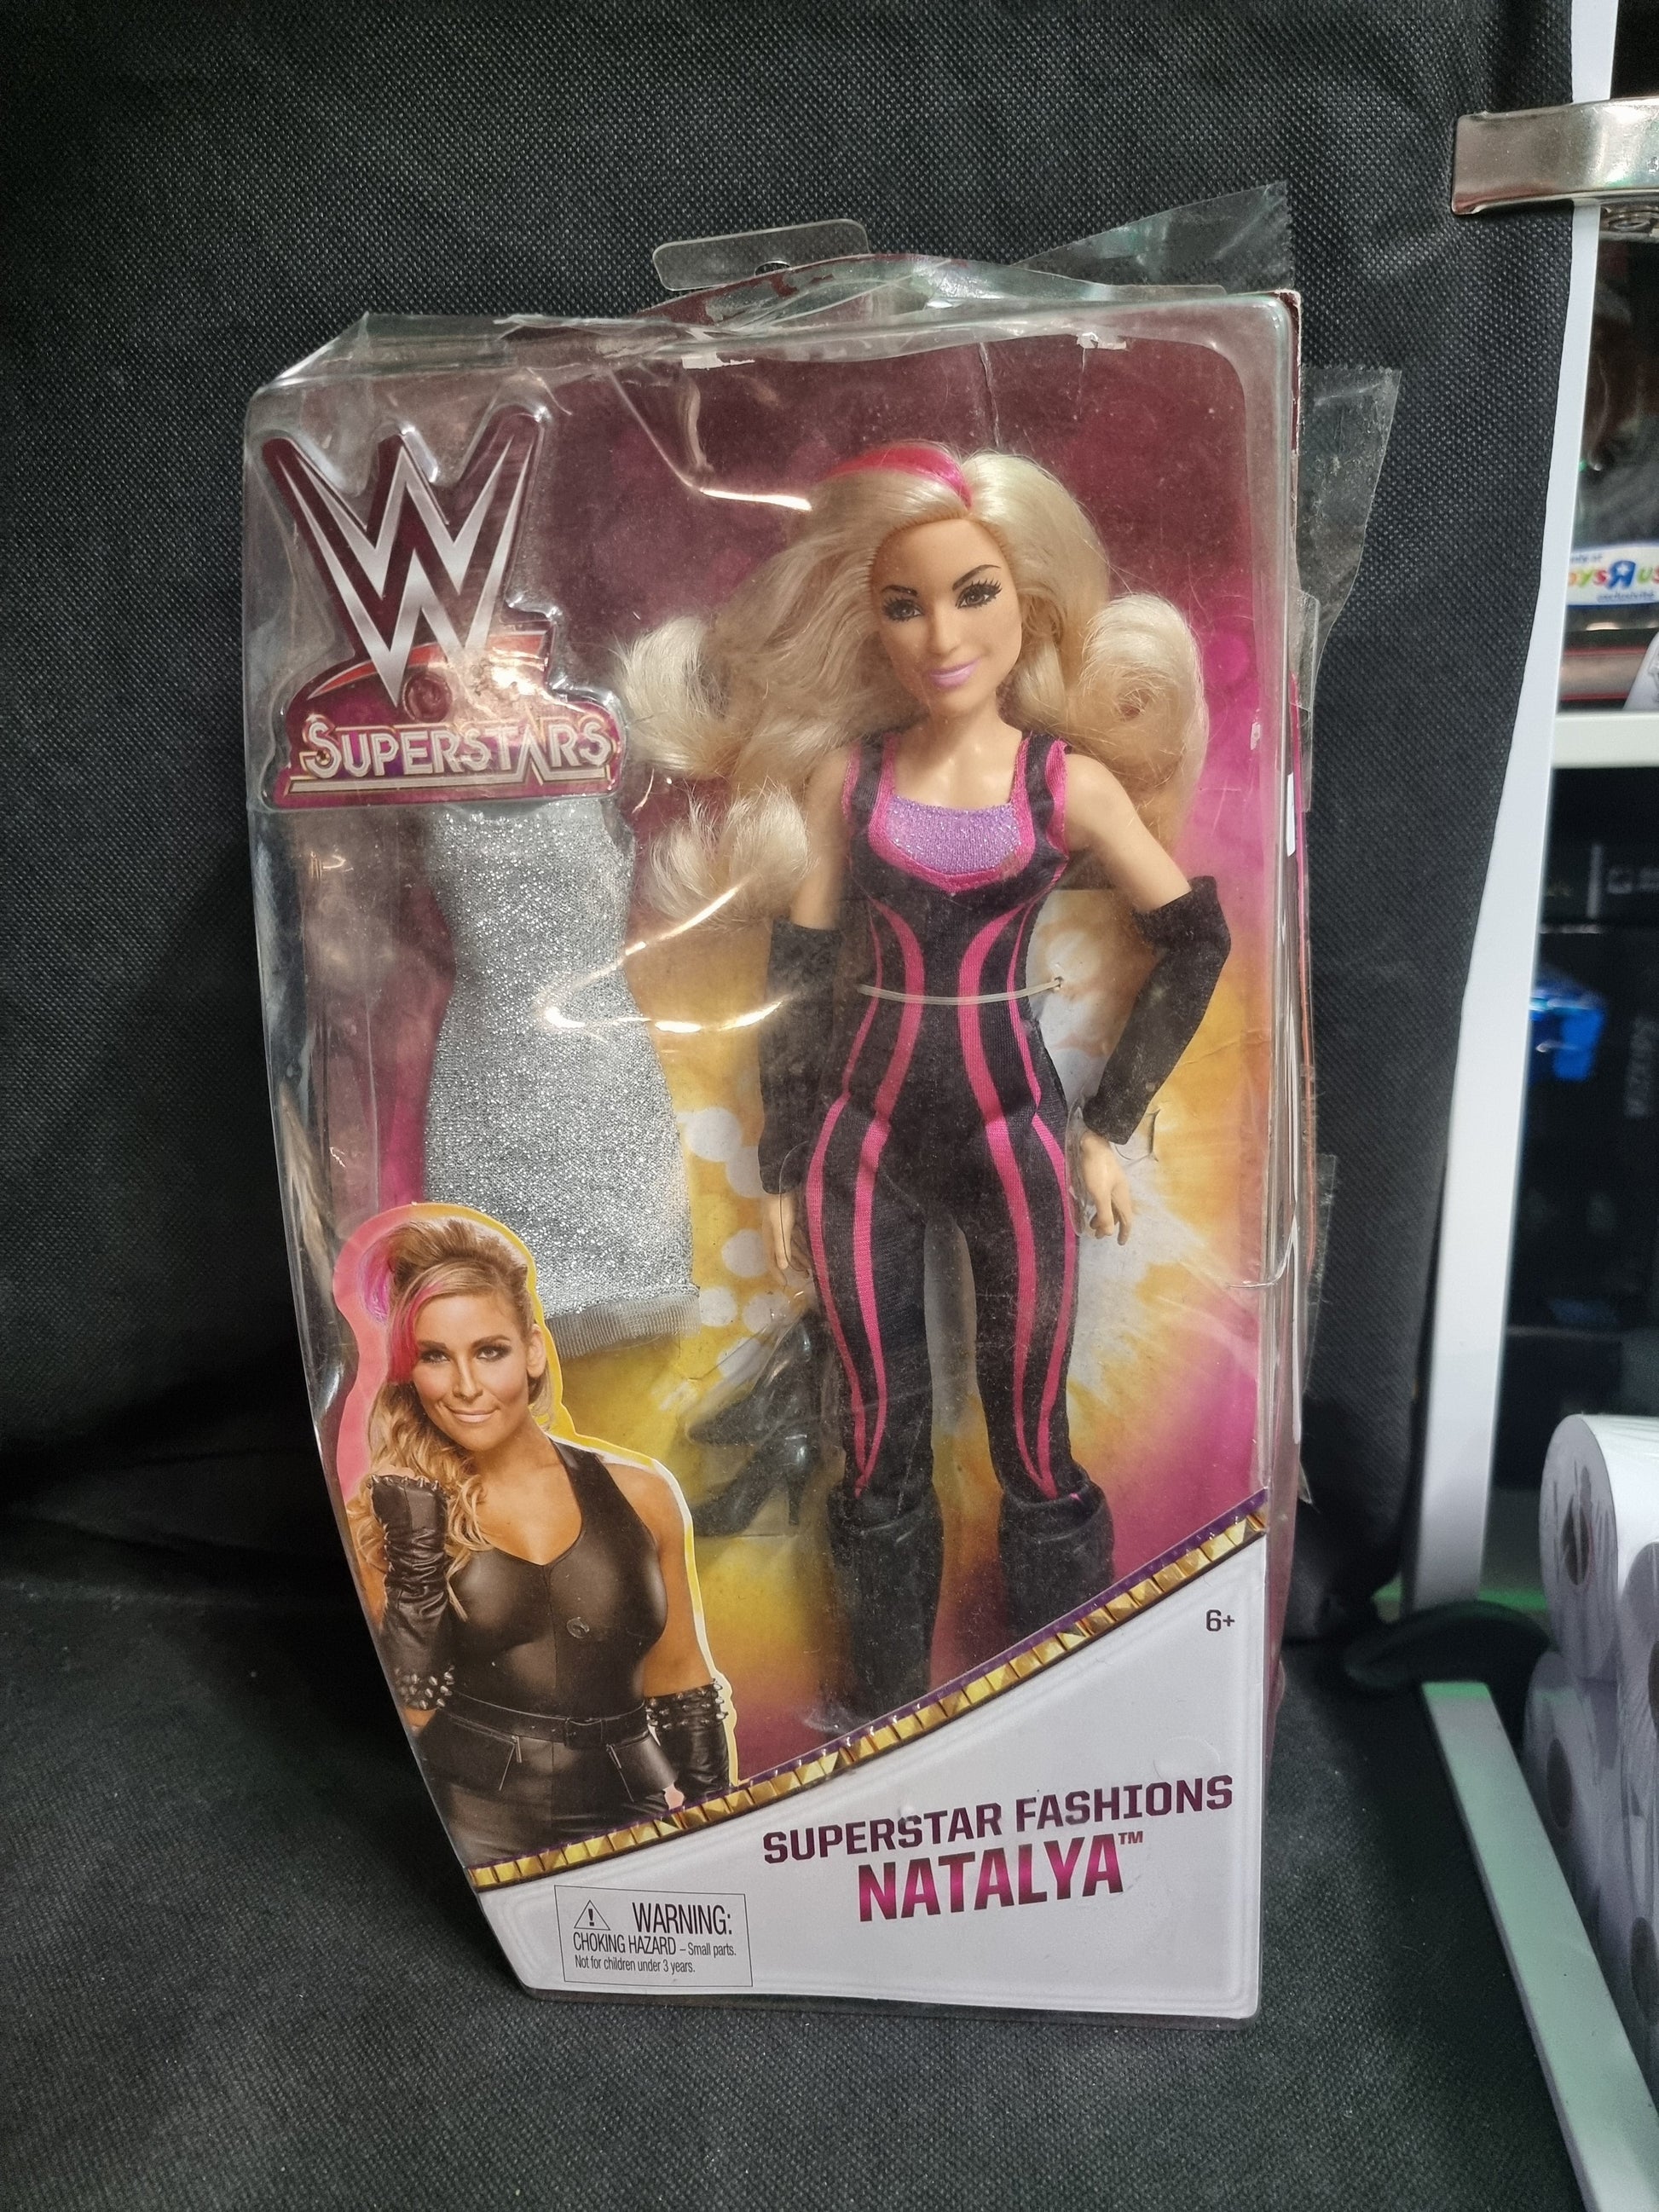 W
SUPERSTARS
6+
SUPERSTAR FASHIONS
NATALYA™
WARNING:
CHOKING HAZARD – Small parts.
Not for children under 3 years.